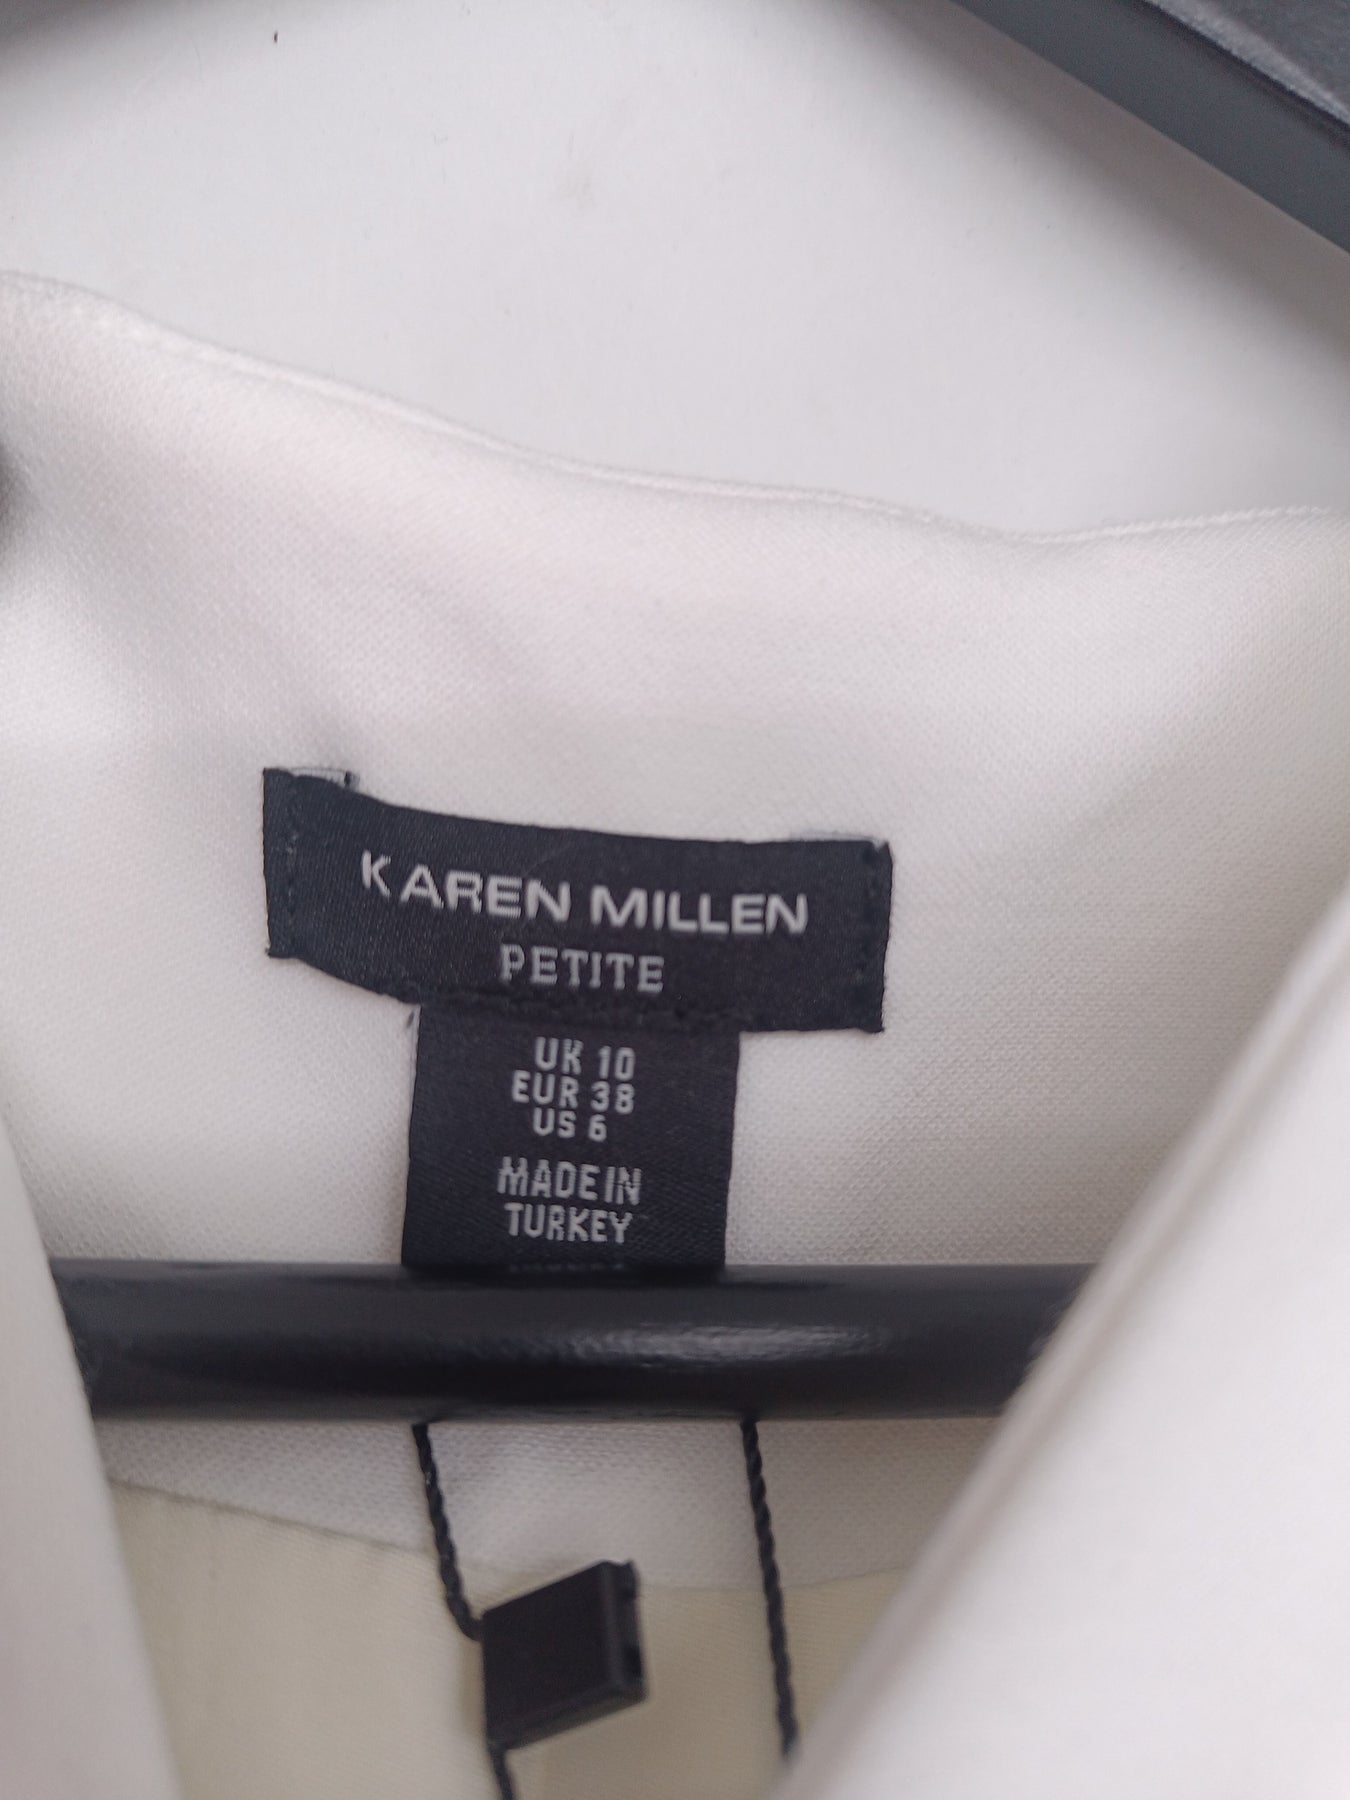 KAREN MILLEN
PETITE
UK 10
EUR 38
US 6
MADE IN
TURKEY